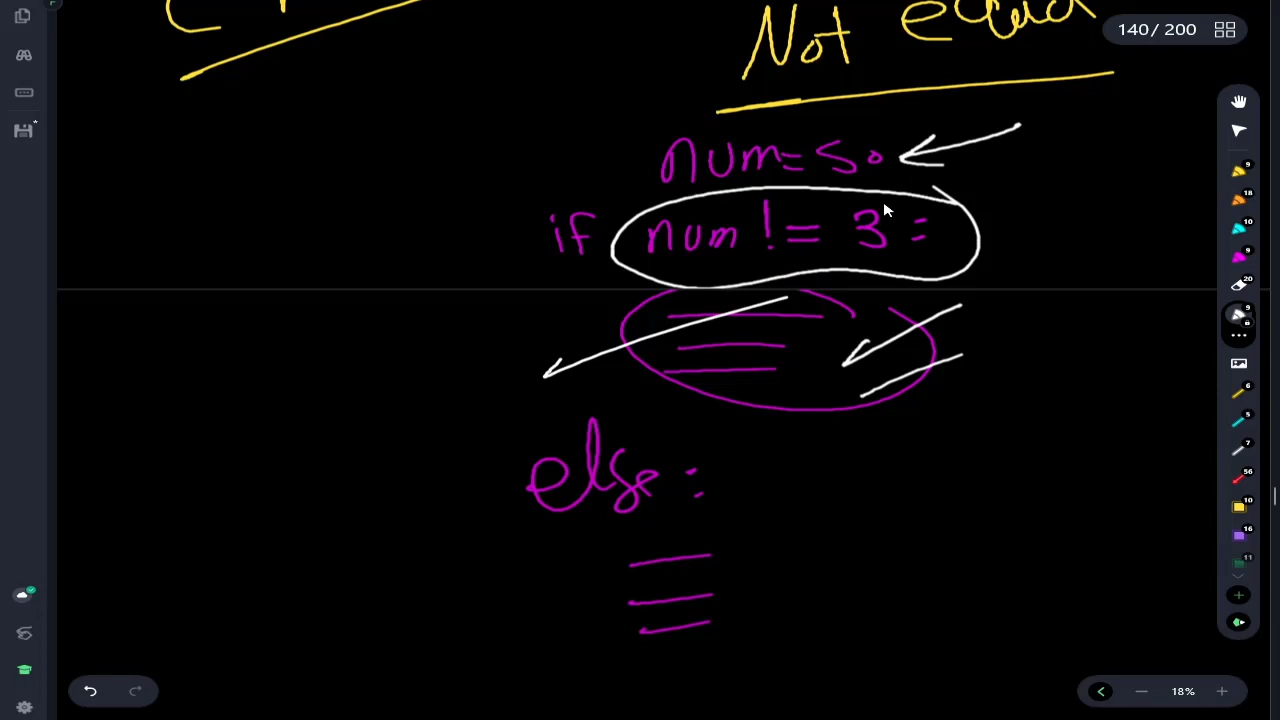 140/ 200
Not equal
num=50
if num != 3:
else:
18%